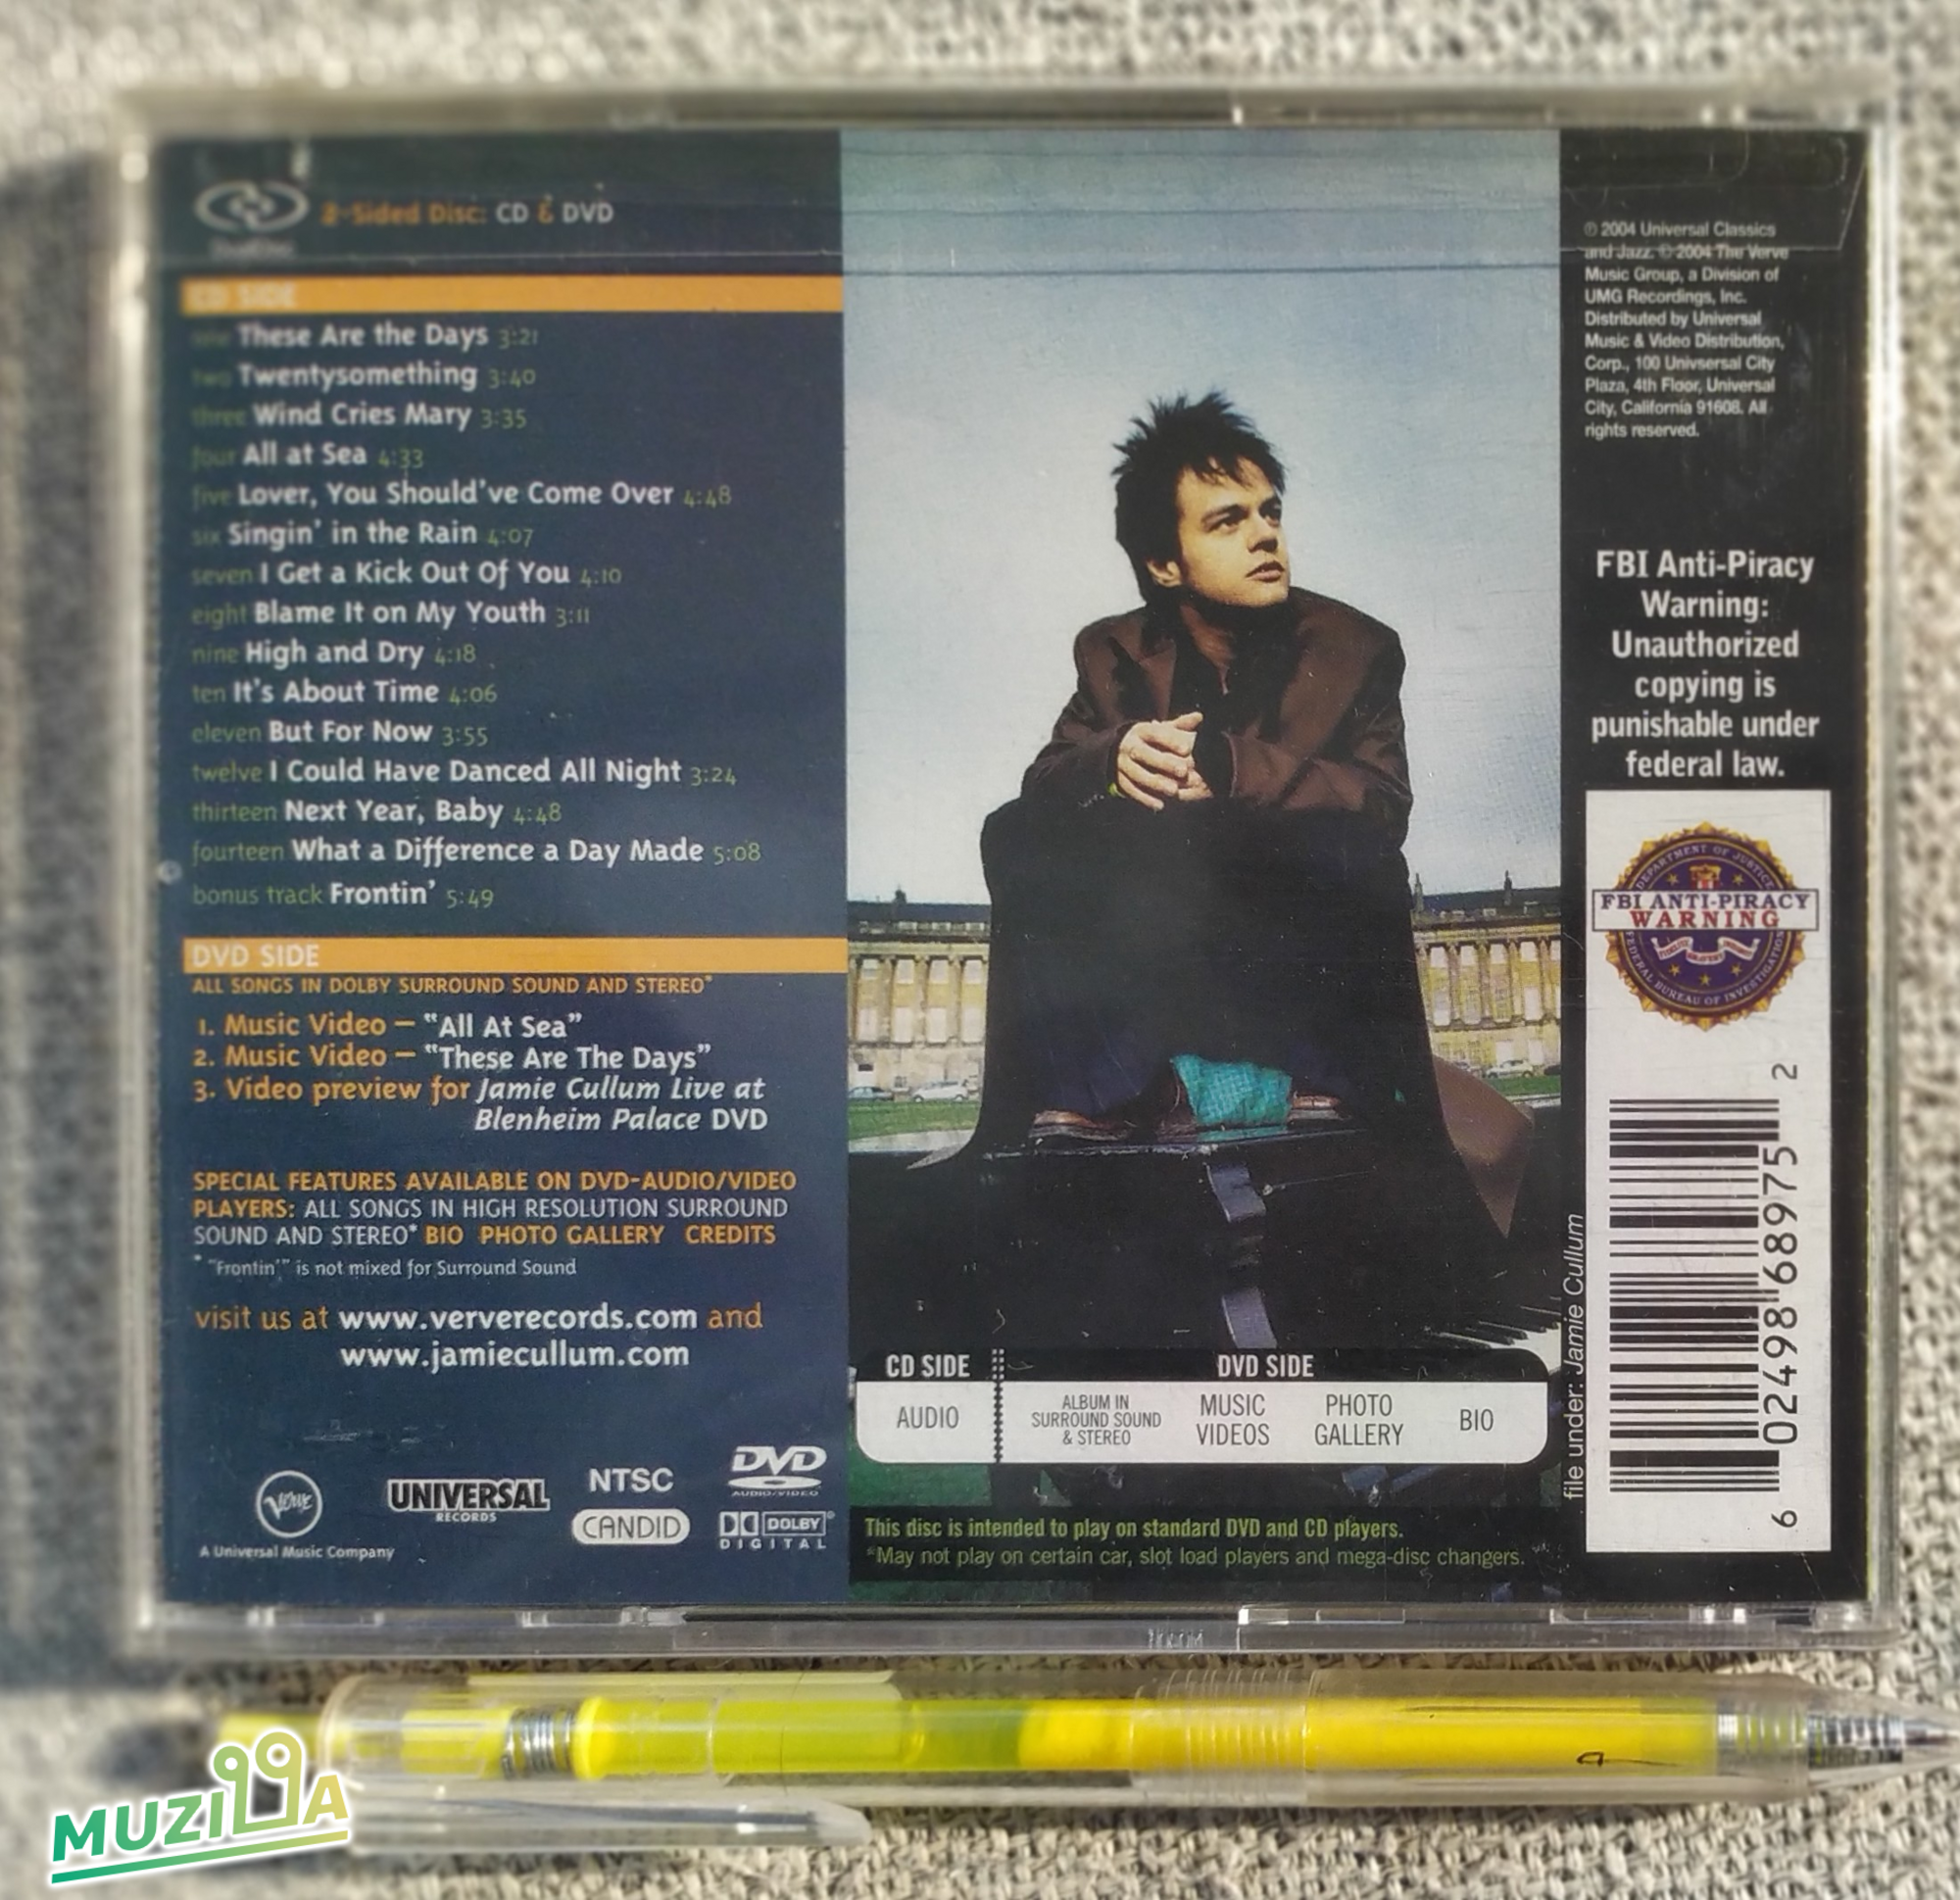 2-Sided Disc: CD & DVD
CD SIDE
one These Are the Days 3:21
two Twentysomething 3:40
three Wind Cries Mary 3:35
four All at Sea 4:33
five Lover, You Should've Come Over 4:48
six Singin' in the Rain 4:07
seven I Get a Kick Out Of You 4:10
eight Blame It on My Youth 3:11
nine High and Dry 4:18
ten It's About Time 4:06
eleven But For Now 3:55
twelve I Could Have Danced All Night 3:24
thirteen Next Year, Baby 4:48
fourteen What a Difference a Day Made 5:08
bonus track Frontin' 5:49
DVD SIDE
ALL SONGS IN DOLBY SURROUND SOUND AND STEREO*
1. Music Video – "All At Sea"
2. Music Video – "These Are The Days"
3. Video preview for Jamie Cullum Live at
Blenheim Palace DVD
SPECIAL FEATURES AVAILABLE ON DVD-AUDIO/VIDEO
PLAYERS: ALL SONGS IN HIGH RESOLUTION SURROUND
SOUND AND STEREO* BIO PHOTO GALLERY CREDITS
* "Frontin'" is not mixed for Surround Sound
visit us at www.ververecords.com and
www.jamiecullum.com
Verve
A Universal Music Company
UNIVERSAL
RECORDS
NTSC
CANDID
DVD
AUDIO/VIDEO
DOLBY
DIGITAL
CD SIDE
DVD SIDE
AUDIO
ALBUM IN
SURROUND SOUND
& STEREO
MUSIC
VIDEOS
PHOTO
GALLERY
BIO
This disc is intended to play on standard DVD and CD players.
*May not play on certain car, slot load players and mega-disc changers.
℗ 2004 Universal Classics
and Jazz. © 2004 The Verve
Music Group, a Division of
UMG Recordings, Inc.
Distributed by Universal
Music & Video Distribution,
Corp., 100 Univsersal City
Plaza, 4th Floor, Universal
City, California 91608. All
rights reserved.
FBI Anti-Piracy
Warning:
Unauthorized
copying is
punishable under
federal law.
DEPARTMENT OF JUSTICE
FBI ANTI-PIRACY
WARNING
FEDERAL BUREAU OF INVESTIGATION
file under: Jamie Cullum
6 02498 68975 2
MUZILLA